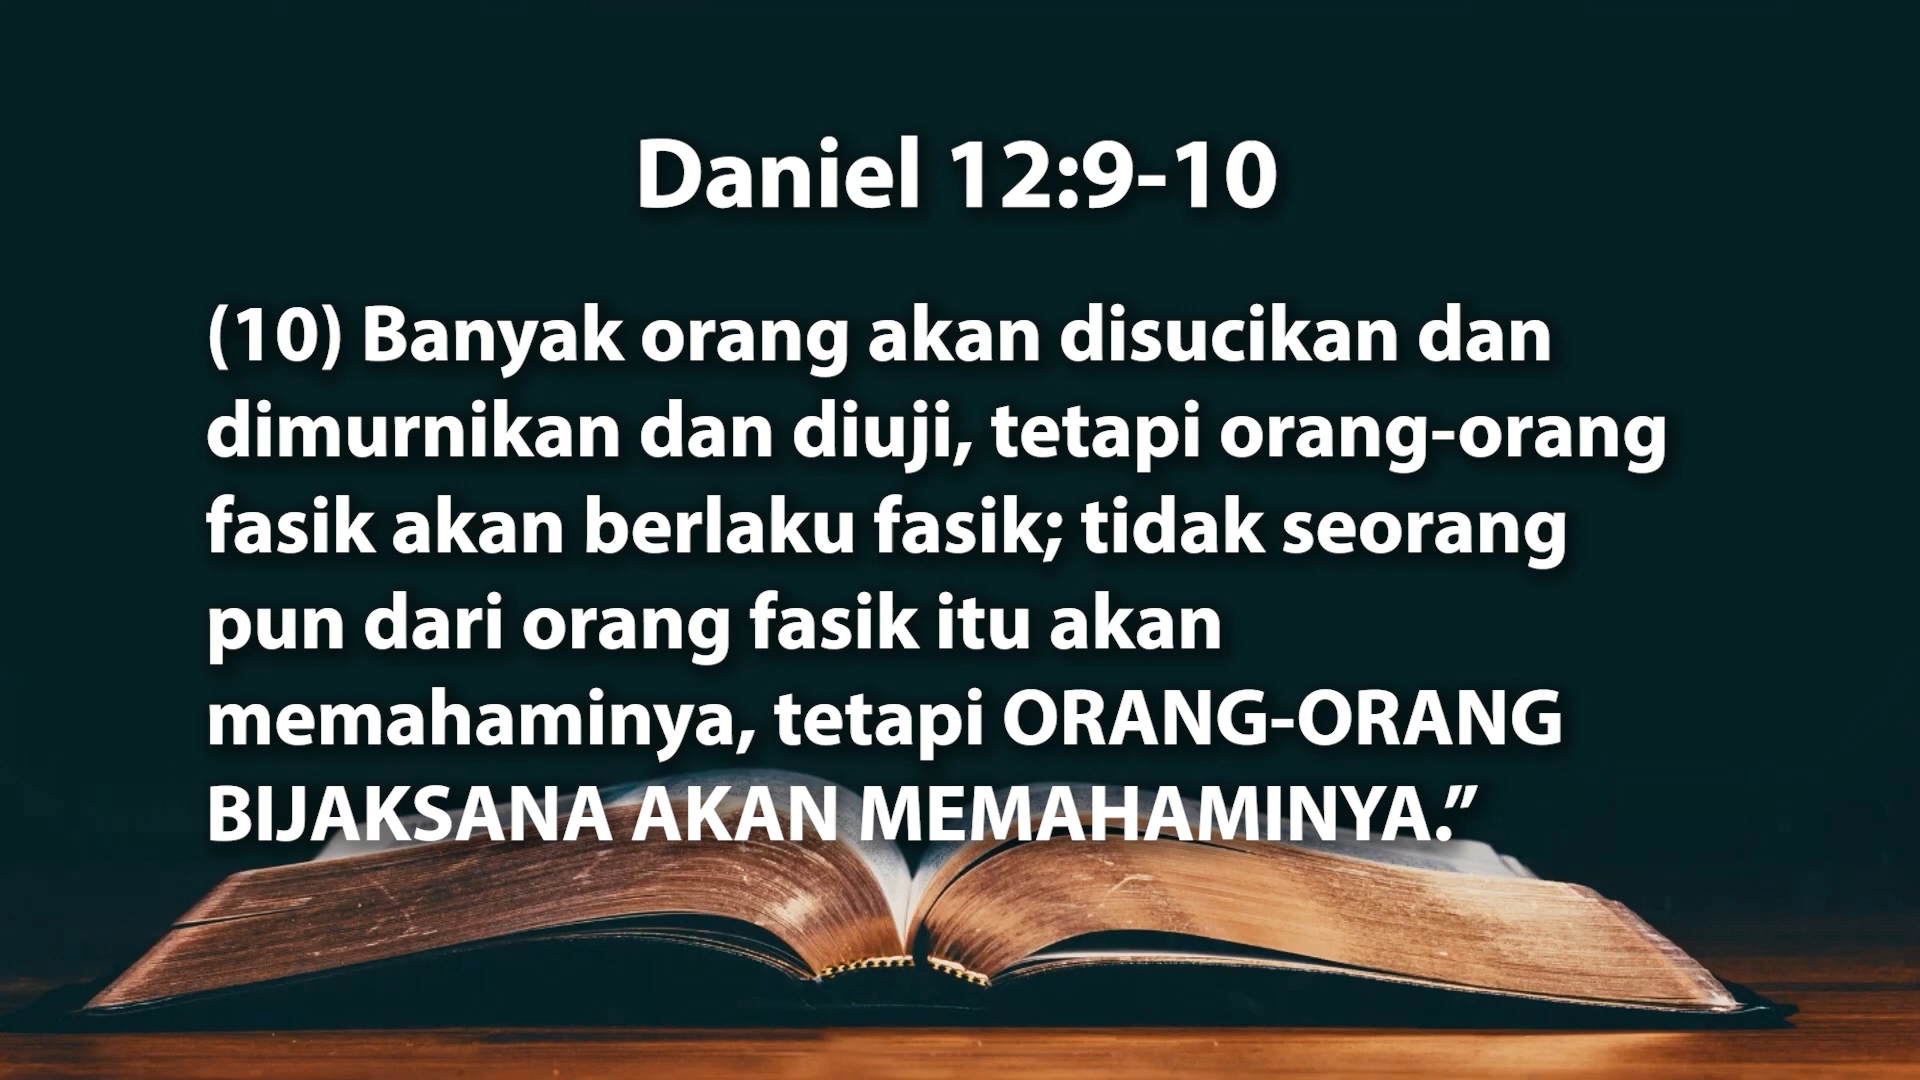 Daniel 12:9-10
(10) Banyak orang akan disucikan dan
dimurnikan dan diuji, tetapi orang-orang
fasik akan berlaku fasik; tidak seorang
pun dari orang fasik itu akan
memahaminya, tetapi ORANG-ORANG
BIJAKSANA AKAN MEMAHAMINYA.”